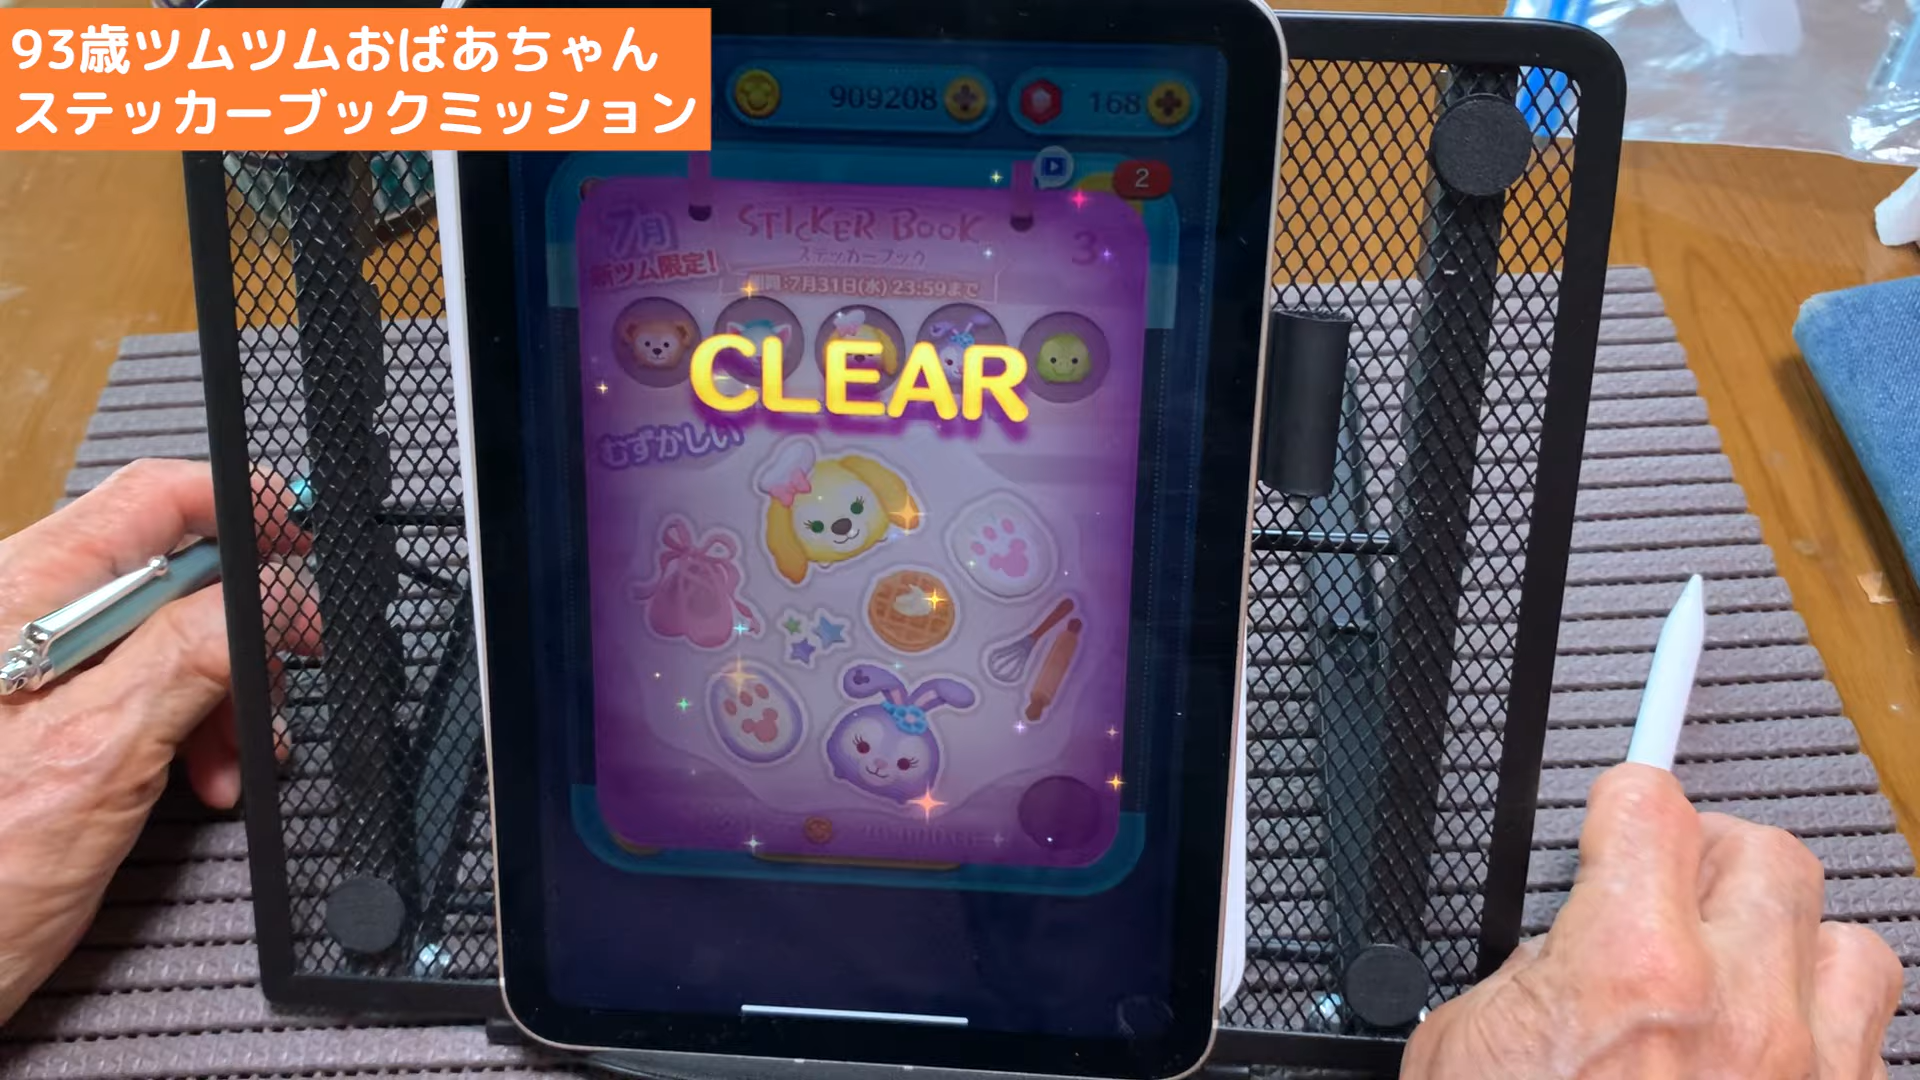 93歳ツムツムおばあちゃん
ステッカーブックミッション
909208
168
2
7月
STICKER BOOK
3
ステッカーブック
新ツム限定!
期間:7月31日(水) 23:59まで
CLEAR
むずかしい